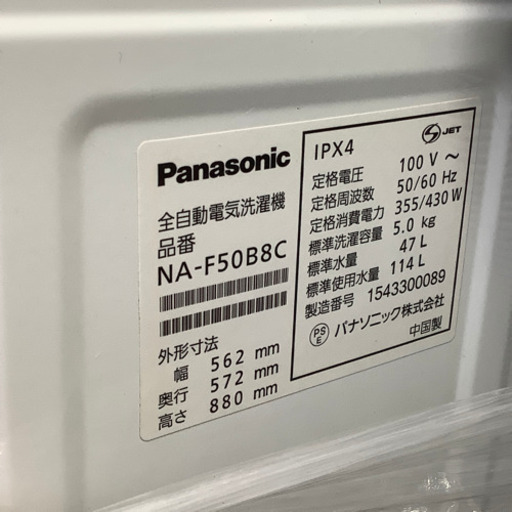 Panasonic
全自動電気洗濯機
品番
NA-F50B8C
外形寸法
幅 562 mm
奥行 572 mm
高さ 880 mm
IPX4
S JET
定格電圧 100 V ～
定格周波数 50/60 Hz
定格消費電力 355/430 W
標準洗濯容量 5.0 kg
標準水量 47 L
標準使用水量 114 L
製造番号 1543300089
PSE パナソニック株式会社
中国製